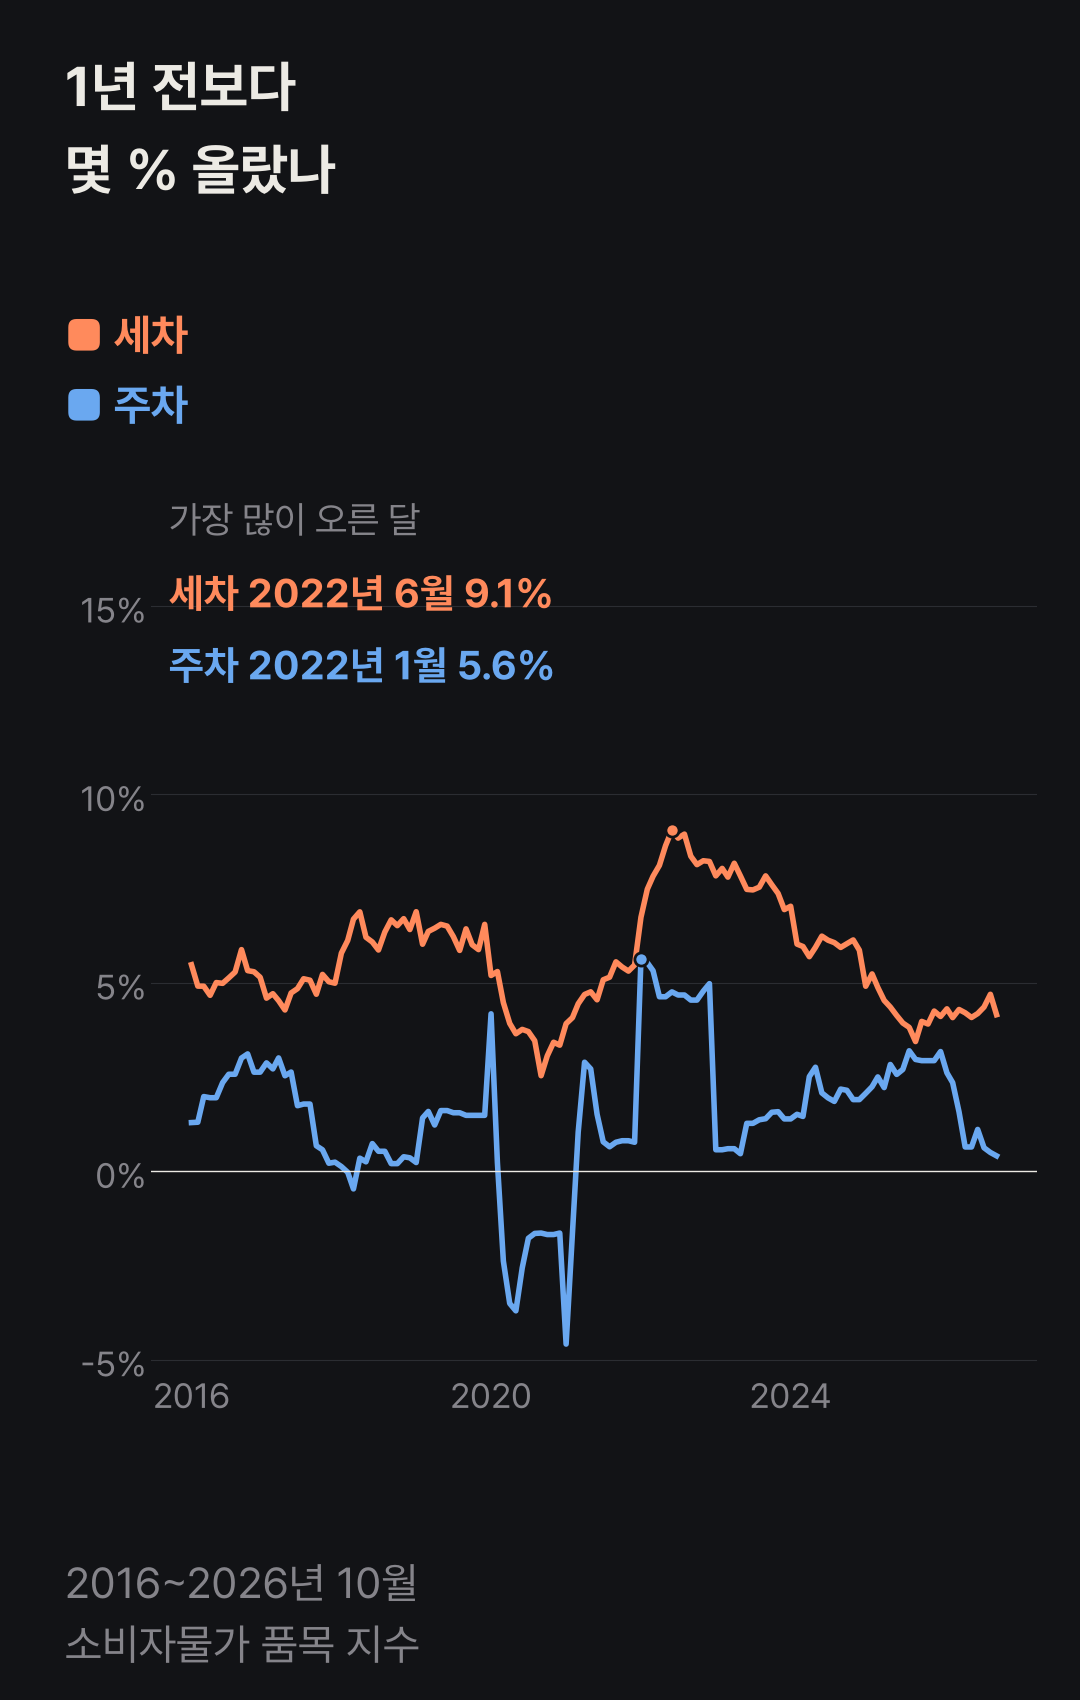 1년 전보다
몇 % 올랐나
세차
주차
가장 많이 오른 달
세차 2022년 6월 9.1%
15%
주차 2022년 1월 5.6%
10%
5%
0%
-5%
2016 2020 2024
2016~2026년 10월
소비자물가 품목 지수